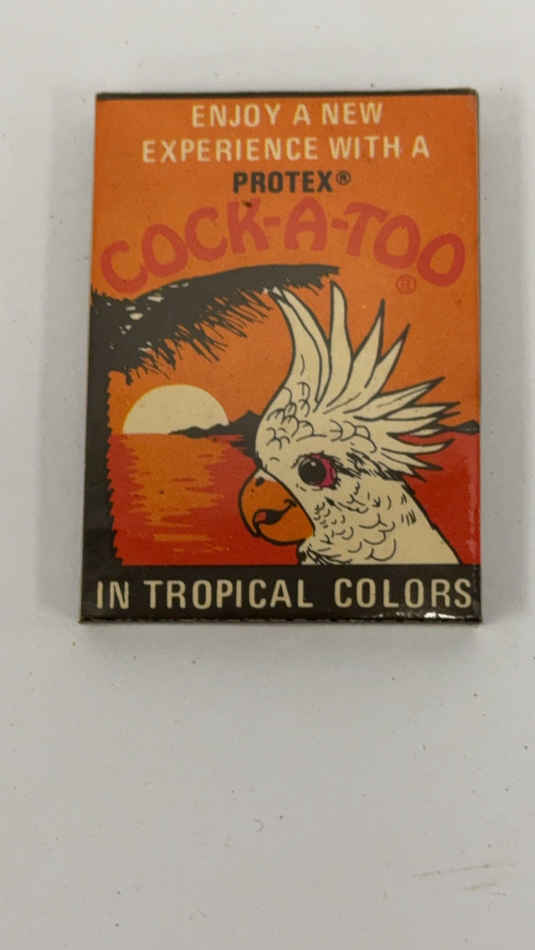 ENJOY A NEW
EXPERIENCE WITH A
PROTEX®
COCK-A-TOO
®
IN TROPICAL COLORS